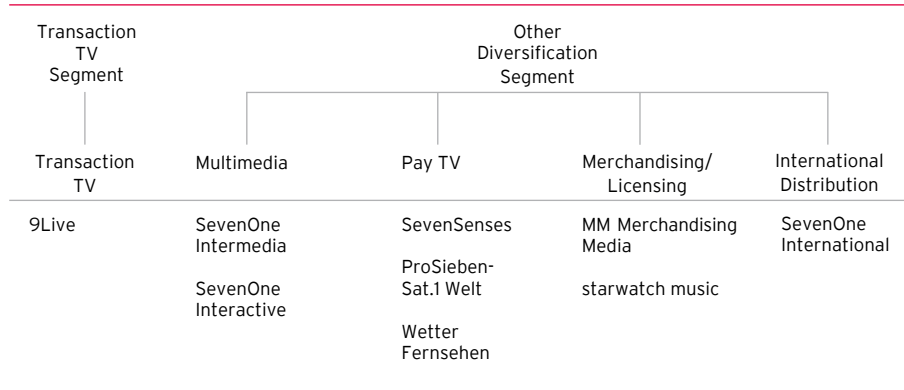 Transaction
TV
Segment
Other
Diversification
Segment
Transaction
TV
Multimedia
Pay TV
Merchandising/
Licensing
International
Distribution
9Live
SevenOne
Intermedia
SevenOne
Interactive
SevenSenses
ProSieben-
Sat.1 Welt
Wetter
Fernsehen
MM Merchandising
Media
starwatch music
SevenOne
International